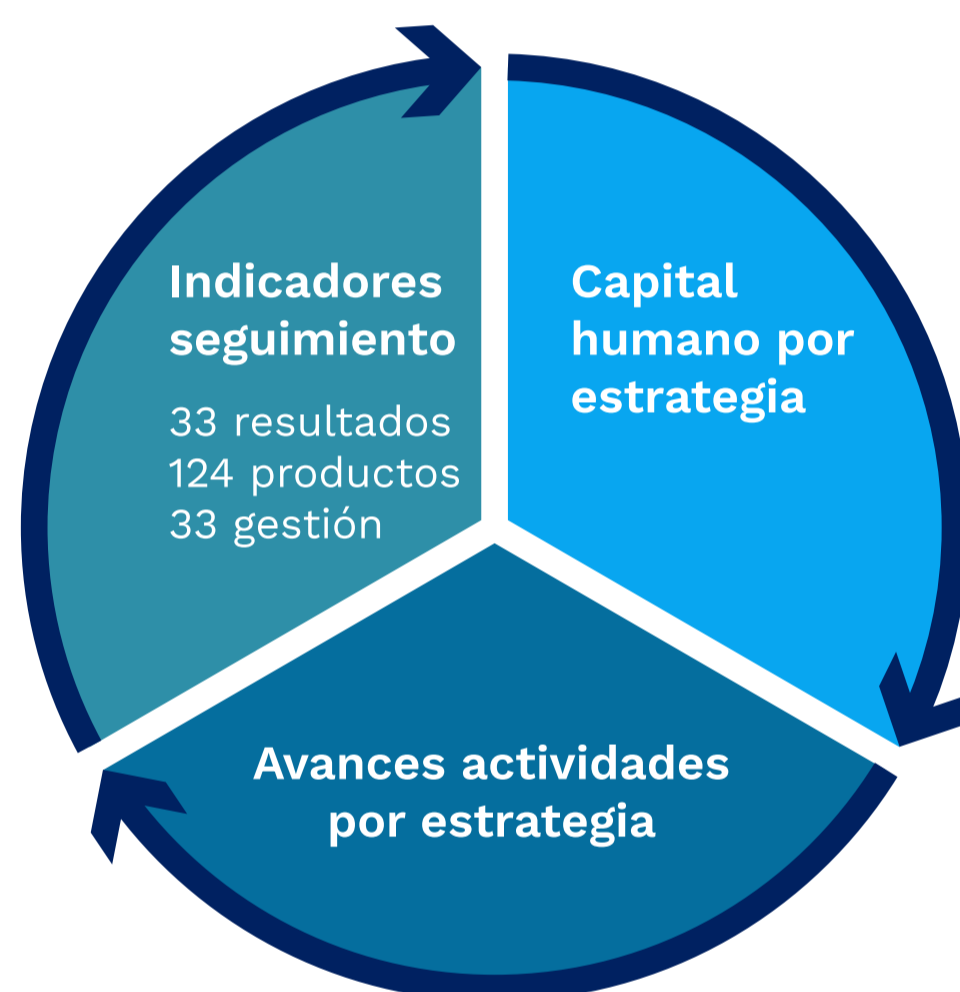 Indicadores
seguimiento
33 resultados
124 productos
33 gestión
Capital
humano por
estrategia
Avances actividades
por estrategia